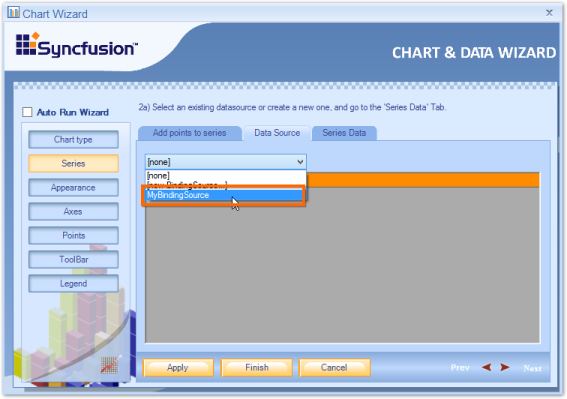 Chart Wizard
x
Syncfusion
CHART & DATA WIZARD
Auto Run Wizard
2a) Select an existing datasource or create a new one, and go to the 'Series Data' Tab.
Chart type
Series
Appearance
Axes
Points
ToolBar
Legend
Add points to series
Data Source
Series Data
[none]
[none]
[new BindingSource...]
MyBindingSource
Apply
Finish
Cancel
Prev
Next